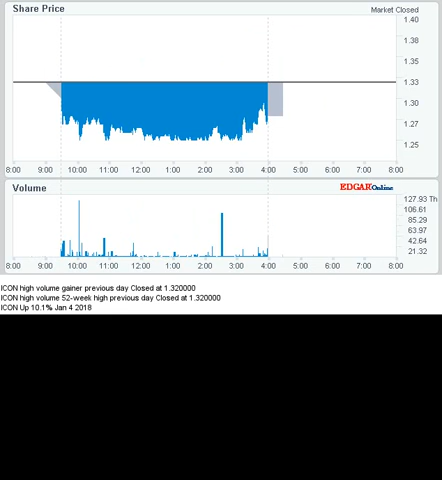 Share Price
Market Closed
1.40
1.38
1.35
1.33
1.30
1.28
1.25
8:00 9:00 10:00 11:00 12:00 1:00 2:00 3:00 4:00 5:00 6:00 7:00 8:00
Volume
EDGAROnline
127.93 Th
106.61
85.29
63.97
42.64
21.32
8:00 9:00 10:00 11:00 12:00 1:00 2:00 3:00 4:00 5:00 6:00 7:00 8:00
ICON high volume gainer previous day Closed at 1.320000
ICON high volume 52-week high previous day Closed at 1.320000
ICON Up 10.1% Jan 4 2018